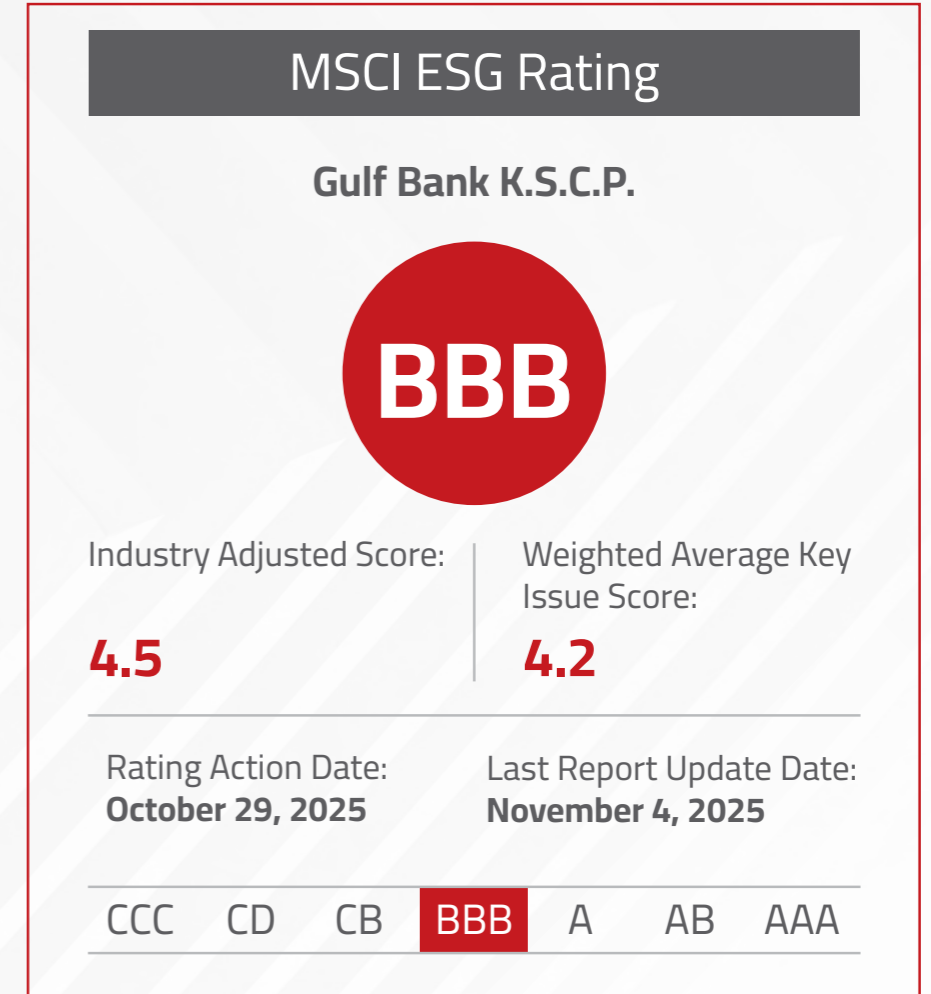 MSCI ESG Rating
Gulf Bank K.S.C.P.
BBB
Industry Adjusted Score:
4.5
Weighted Average Key
Issue Score:
4.2
Rating Action Date:
October 29, 2025
Last Report Update Date:
November 4, 2025
CCC CD CB BBB A AB AAA